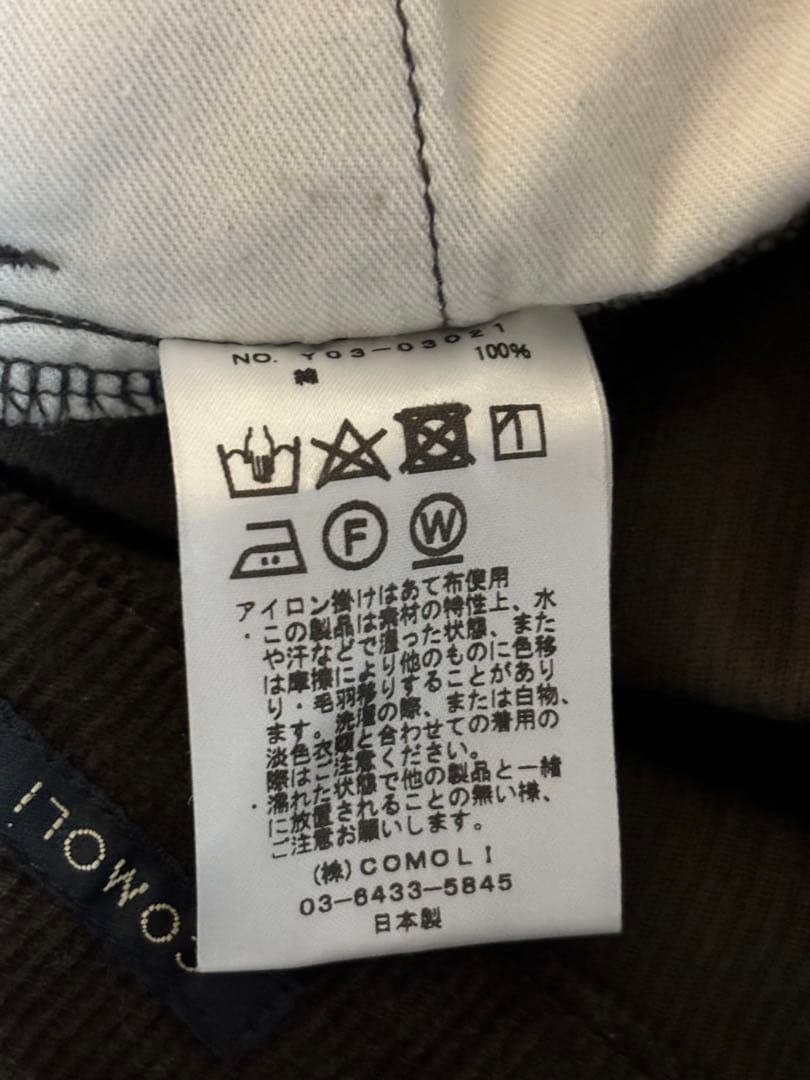 NO. Y03-03021
綿 100%
F W
アイロン掛けはあて布使用
・この製品は素材の特性上、水
や汗などで湿った状態、また
は摩擦により他のものに色移
り・毛羽移りすることがあり
ます。洗濯の際、または白物、
淡色衣類と合わせての着用の
際はご注意ください。
・濡れた状態で他の製品と一緒
に放置されることの無い様、
ご注意お願いします。
(株)COMOLI
03-6433-5845
日本製
COMOLI